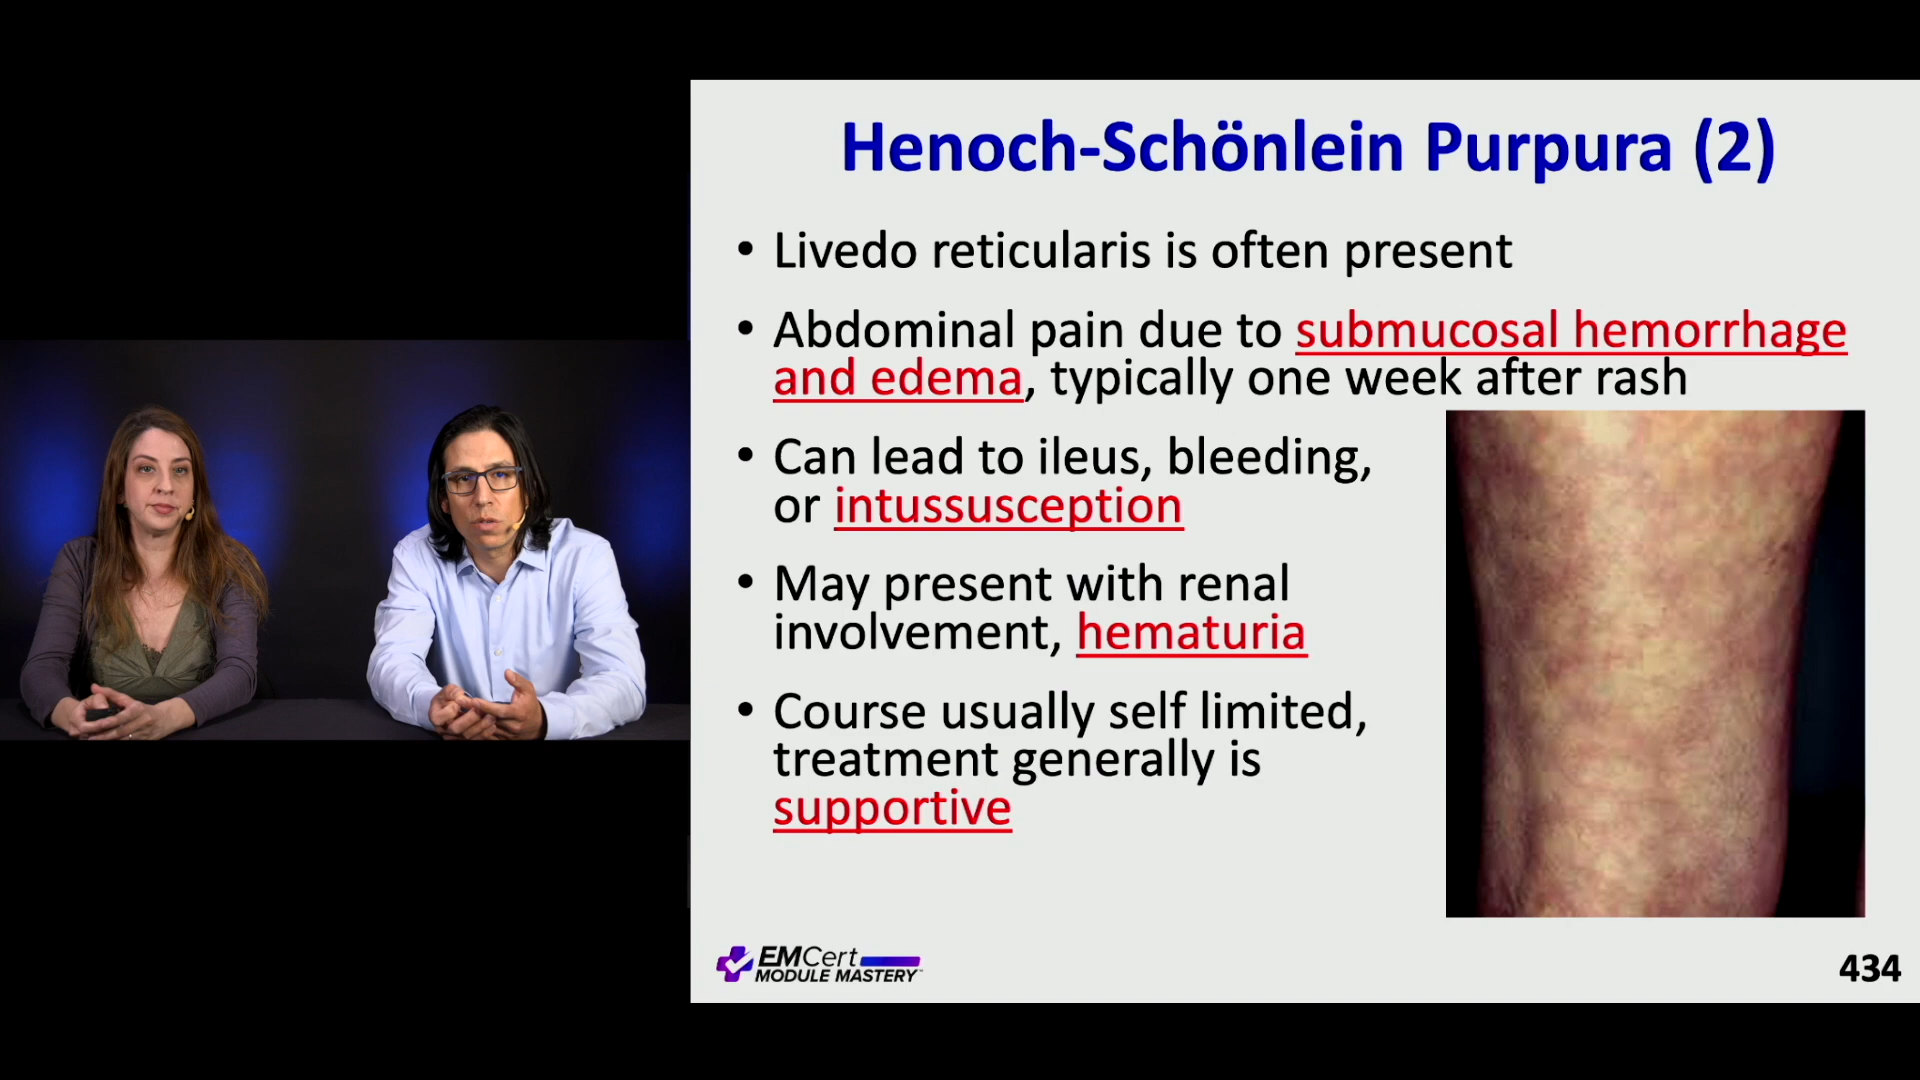 Henoch-Schönlein Purpura (2)
• Livedo reticularis is often present
• Abdominal pain due to submucosal hemorrhage
and edema, typically one week after rash
• Can lead to ileus, bleeding,
or intussusception
• May present with renal
involvement, hematuria
• Course usually self limited,
treatment generally is
supportive
EMCert
MODULE MASTERY™
434